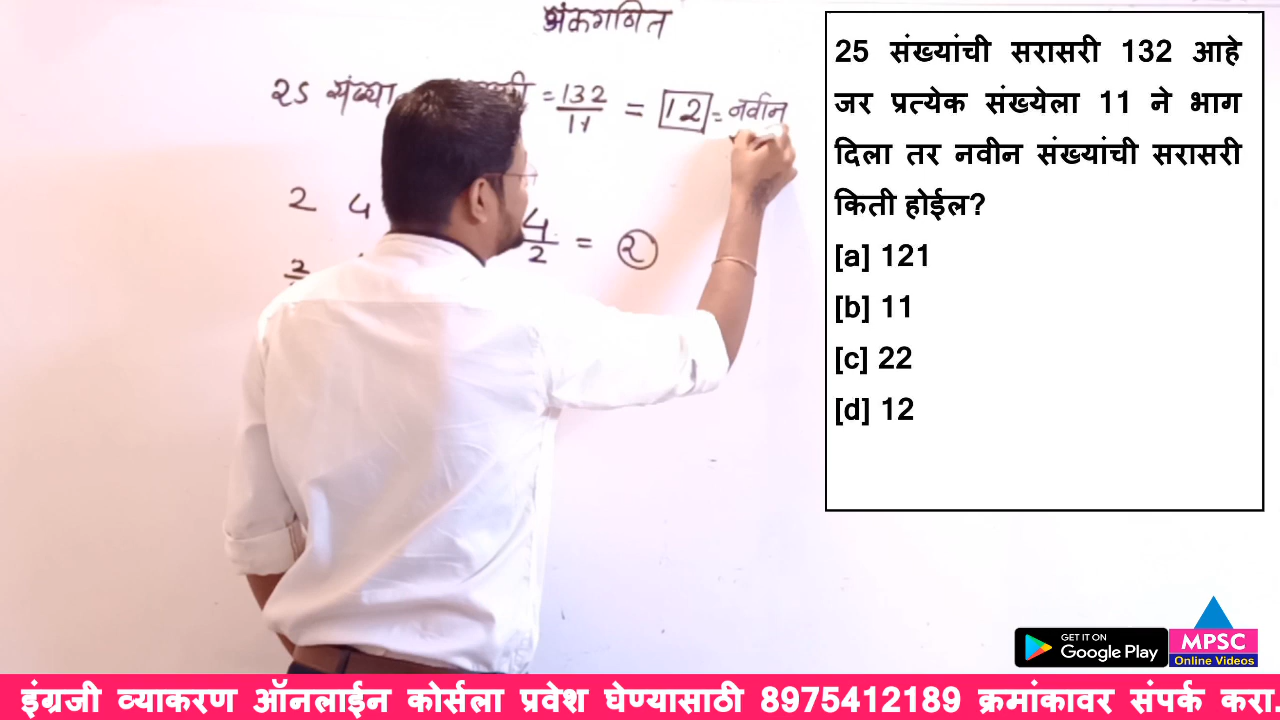 अंकगणित
२५ संख्या = 132/11 = 12 = नवीन
2 4 4/2 = २
2
25 संख्यांची सरासरी 132 आहे
जर प्रत्येक संख्येला 11 ने भाग
दिला तर नवीन संख्यांची सरासरी
किती होईल?
[a] 121
[b] 11
[c] 22
[d] 12
GET IT ON
Google Play
MPSC
Online Videos
इंग्रजी व्याकरण ऑनलाईन कोर्सला प्रवेश घेण्यासाठी 8975412189 क्रमांकावर संपर्क करा.